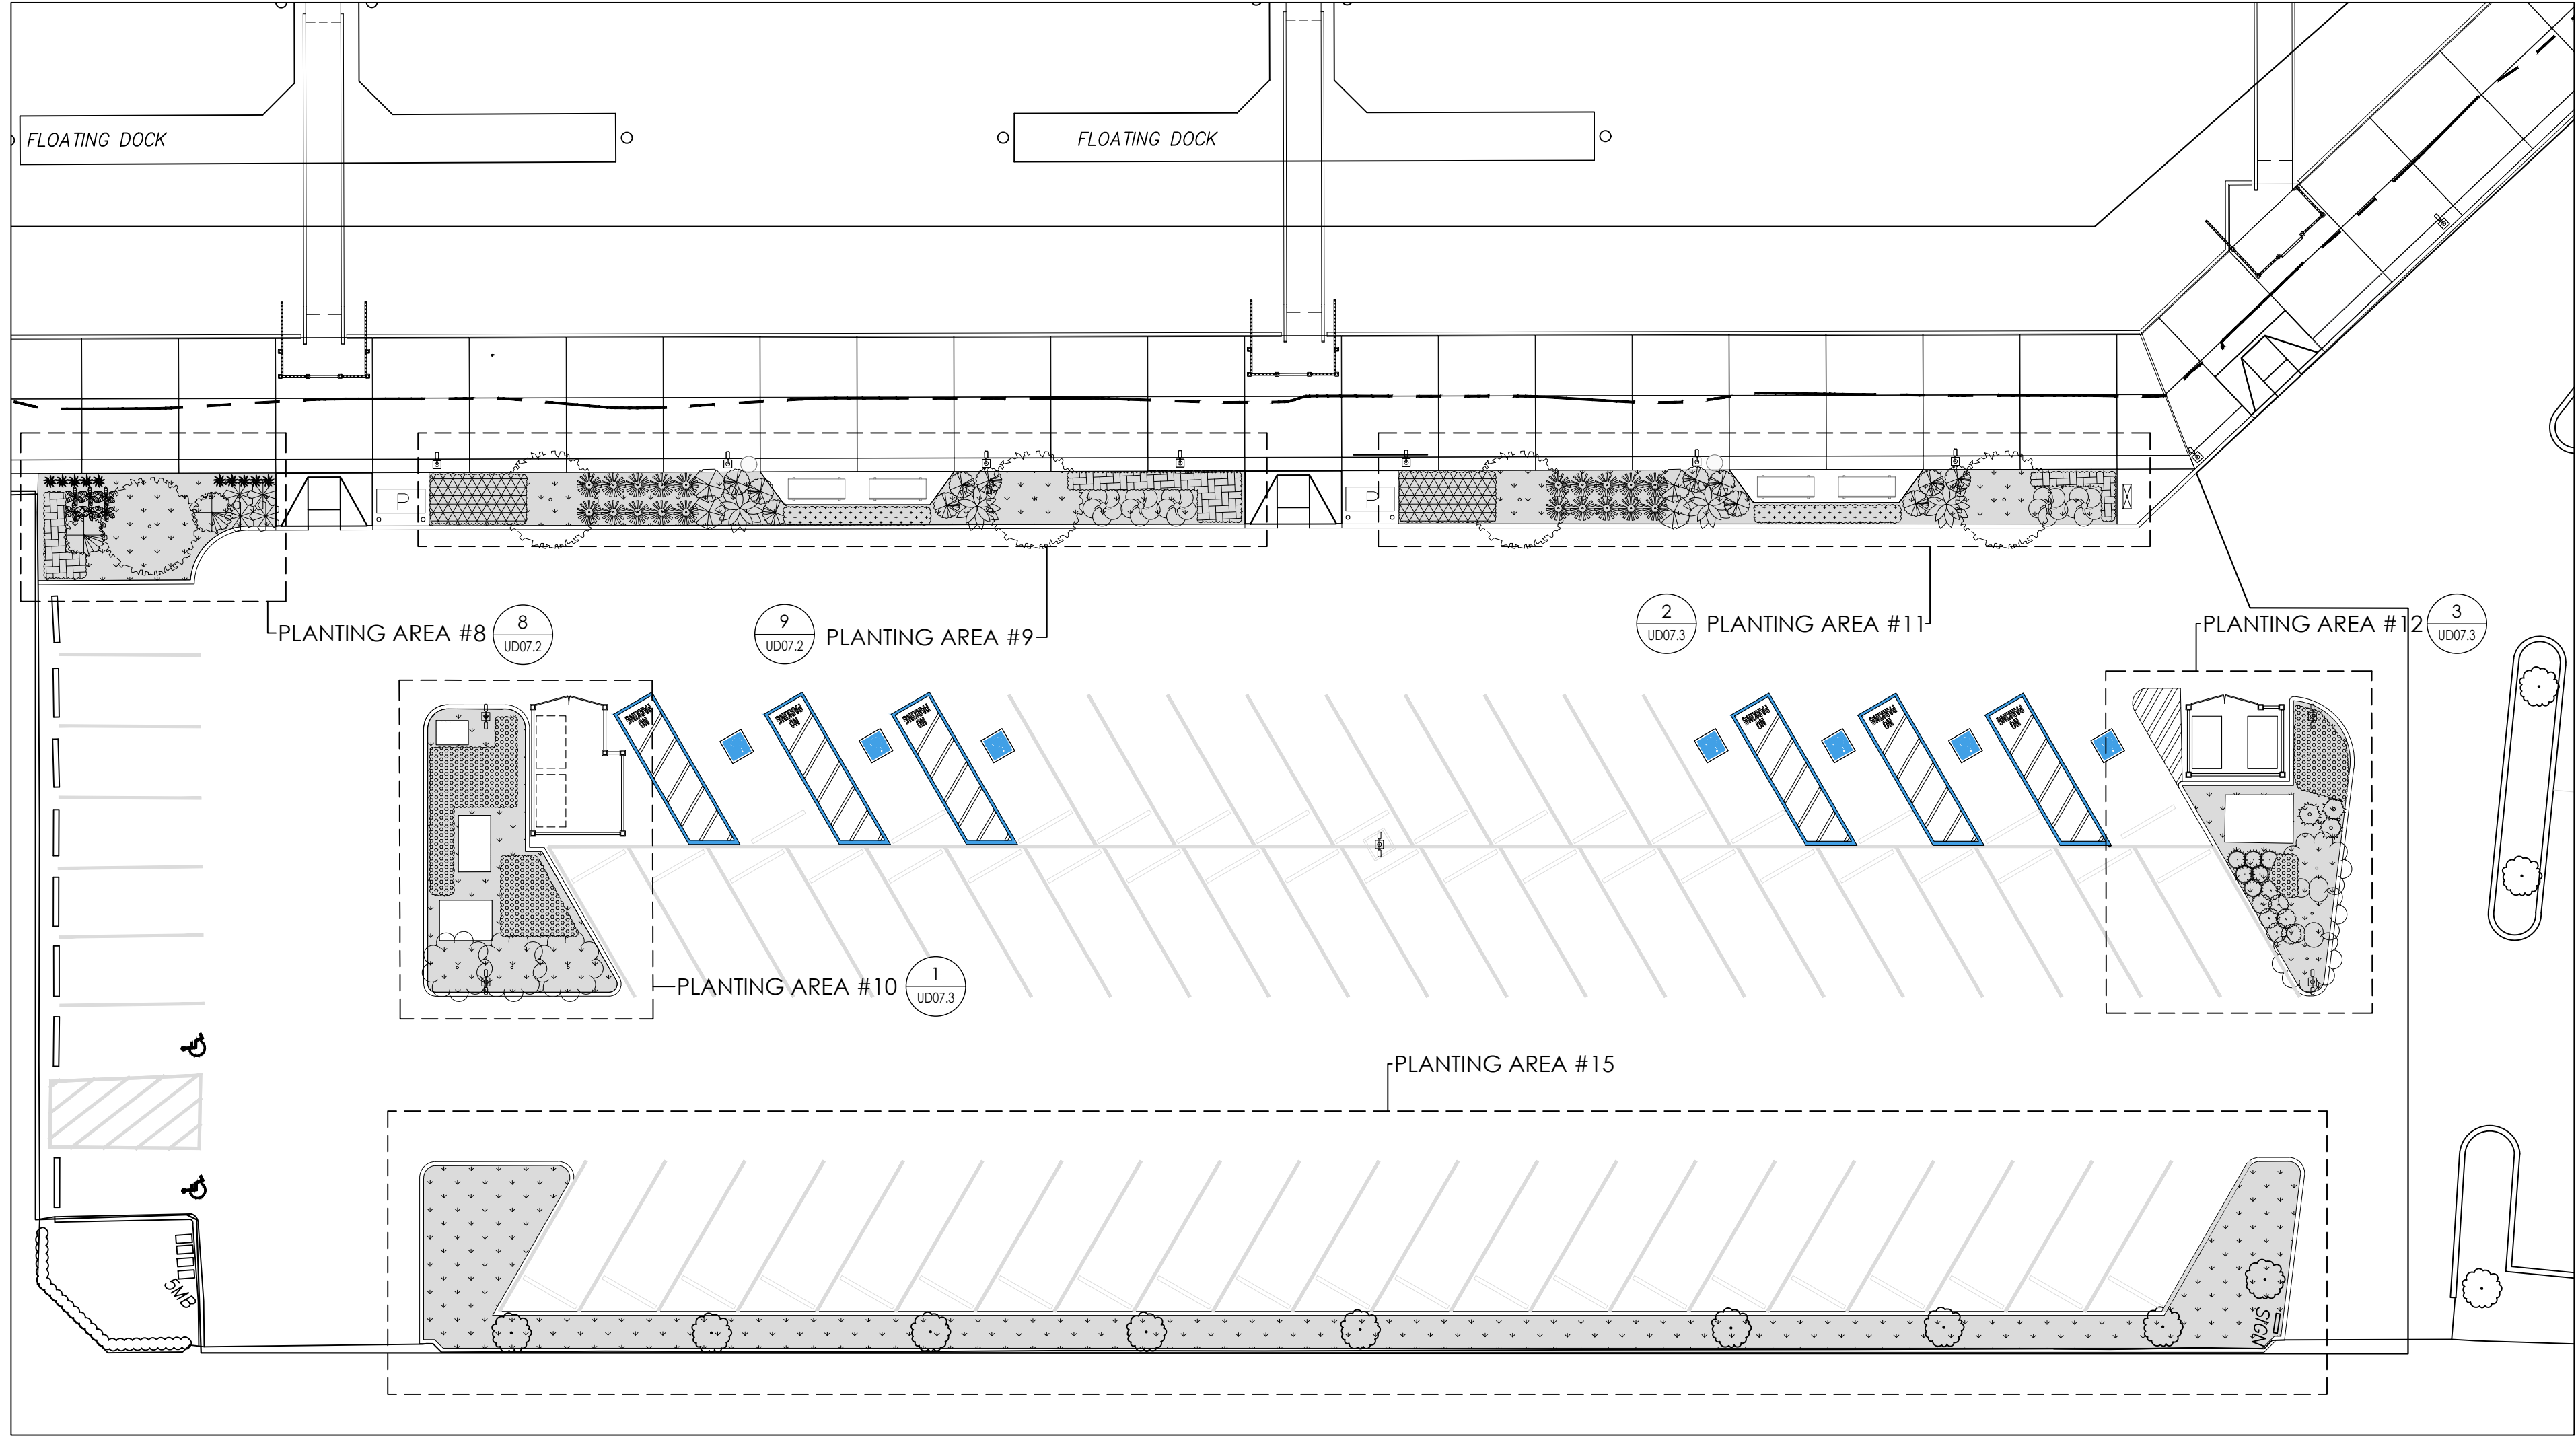 FLOATING DOCK
FLOATING DOCK
P
P
PLANTING AREA #8
8
UD07.2
9
UD07.2
PLANTING AREA #9
2
UD07.3
PLANTING AREA #11
PLANTING AREA #12
3
UD07.3
NO
PARKING
NO
PARKING
NO
PARKING
NO
PARKING
NO
PARKING
NO
PARKING
PLANTING AREA #10
1
UD07.3
PLANTING AREA #15
5MB
SIGN